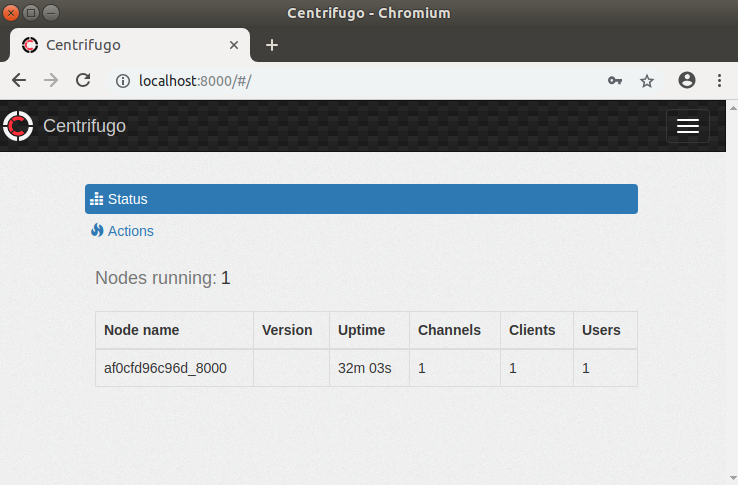 Centrifugo - Chromium
Centrifugo
localhost:8000/#/
Centrifugo
Status
Actions
Nodes running: 1
Node name Version Uptime Channels Clients Users
af0cfd96c96d_8000 32m 03s 1 1 1